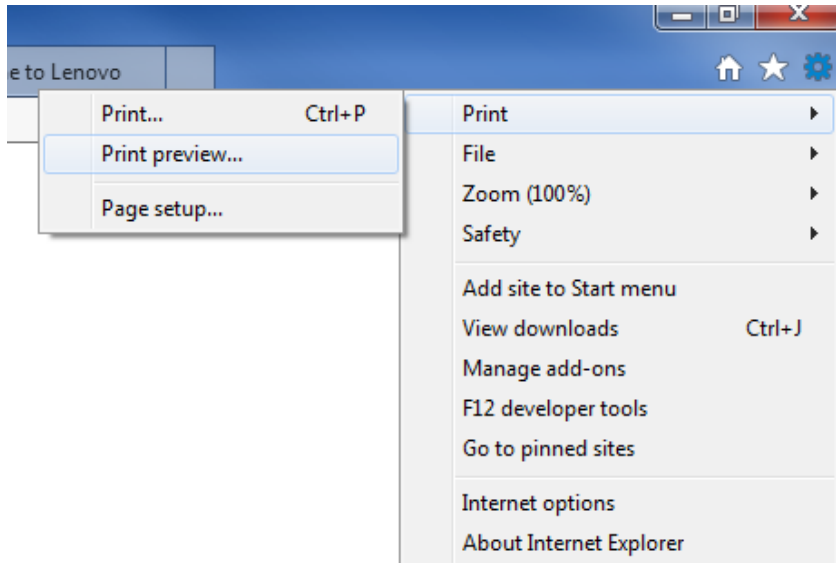 e to Lenovo
Print... Ctrl+P
Print preview...
Page setup...
Print
File
Zoom (100%)
Safety
Add site to Start menu
View downloads Ctrl+J
Manage add-ons
F12 developer tools
Go to pinned sites
Internet options
About Internet Explorer